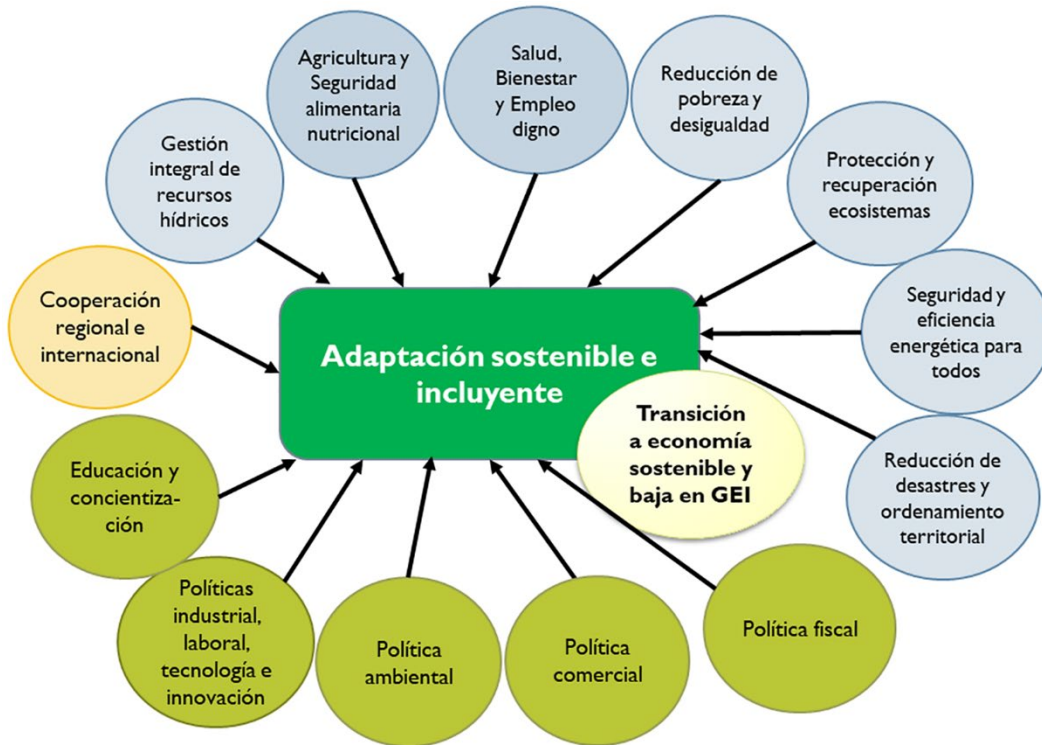 Agricultura y
Seguridad
alimentaria
nutricional
Salud,
Bienestar
y Empleo
digno
Reducción de
pobreza y
desigualdad
Gestión
integral de
recursos
hídricos
Protección y
recuperación
ecosistemas
Cooperación
regional e
internacional
Seguridad y
eficiencia
energética para
todos
Adaptación sostenible e
incluyente
Transición
a economía
sostenible y
baja en GEI
Educación y
concientiza-
ción
Reducción de
desastres y
ordenamiento
territorial
Políticas
industrial,
laboral,
tecnología e
innovación
Política
ambiental
Política
comercial
Política fiscal